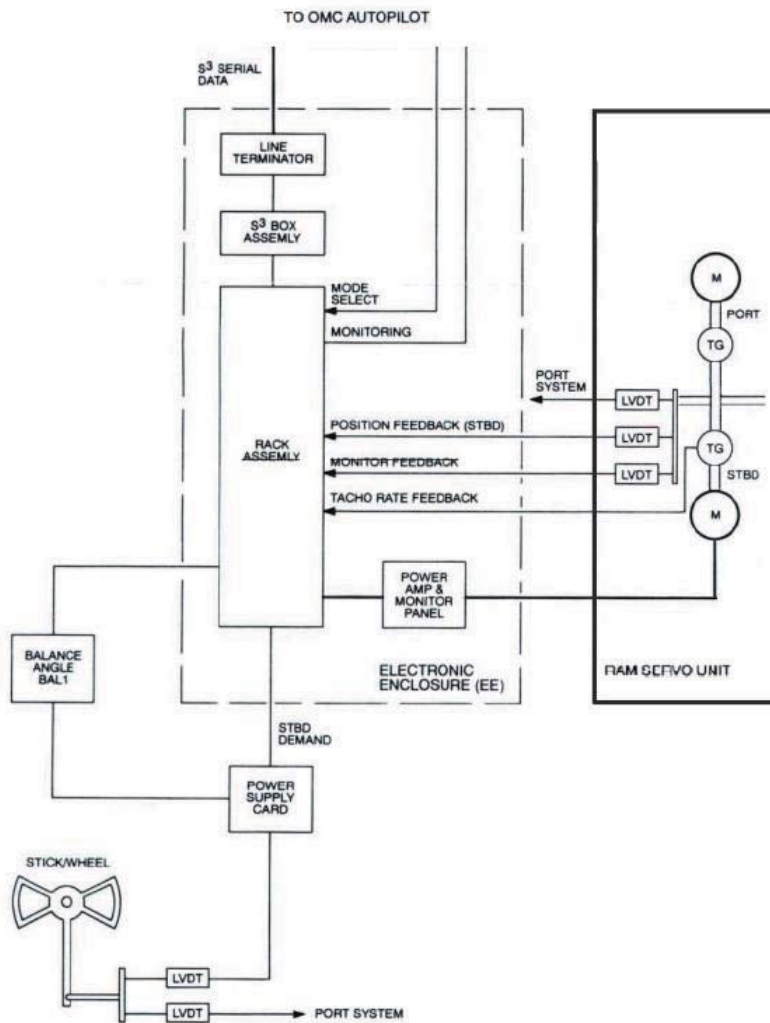 TO OMC AUTOPILOT
S3 SERIAL
DATA
LINE
TERMINATOR
S3 BOX
ASSEMLY
MODE
SELECT
MONITORING
M
PORT
TG
PORT
SYSTEM
LVDT
POSITION FEEDBACK (STBD)
LVDT
RACK
ASSEMLY
MONITOR FEEDBACK
LVDT
TG
STBD
TACHO RATE FEEDBACK
M
POWER
AMP &
MONITOR
PANEL
BALANCE
ANGLE
BAL1
ELECTRONIC
ENCLOSURE (EE)
RAM SERVO UNIT
STBD
DEMAND
POWER
SUPPLY
CARD
STICK/WHEEL
LVDT
LVDT
PORT SYSTEM